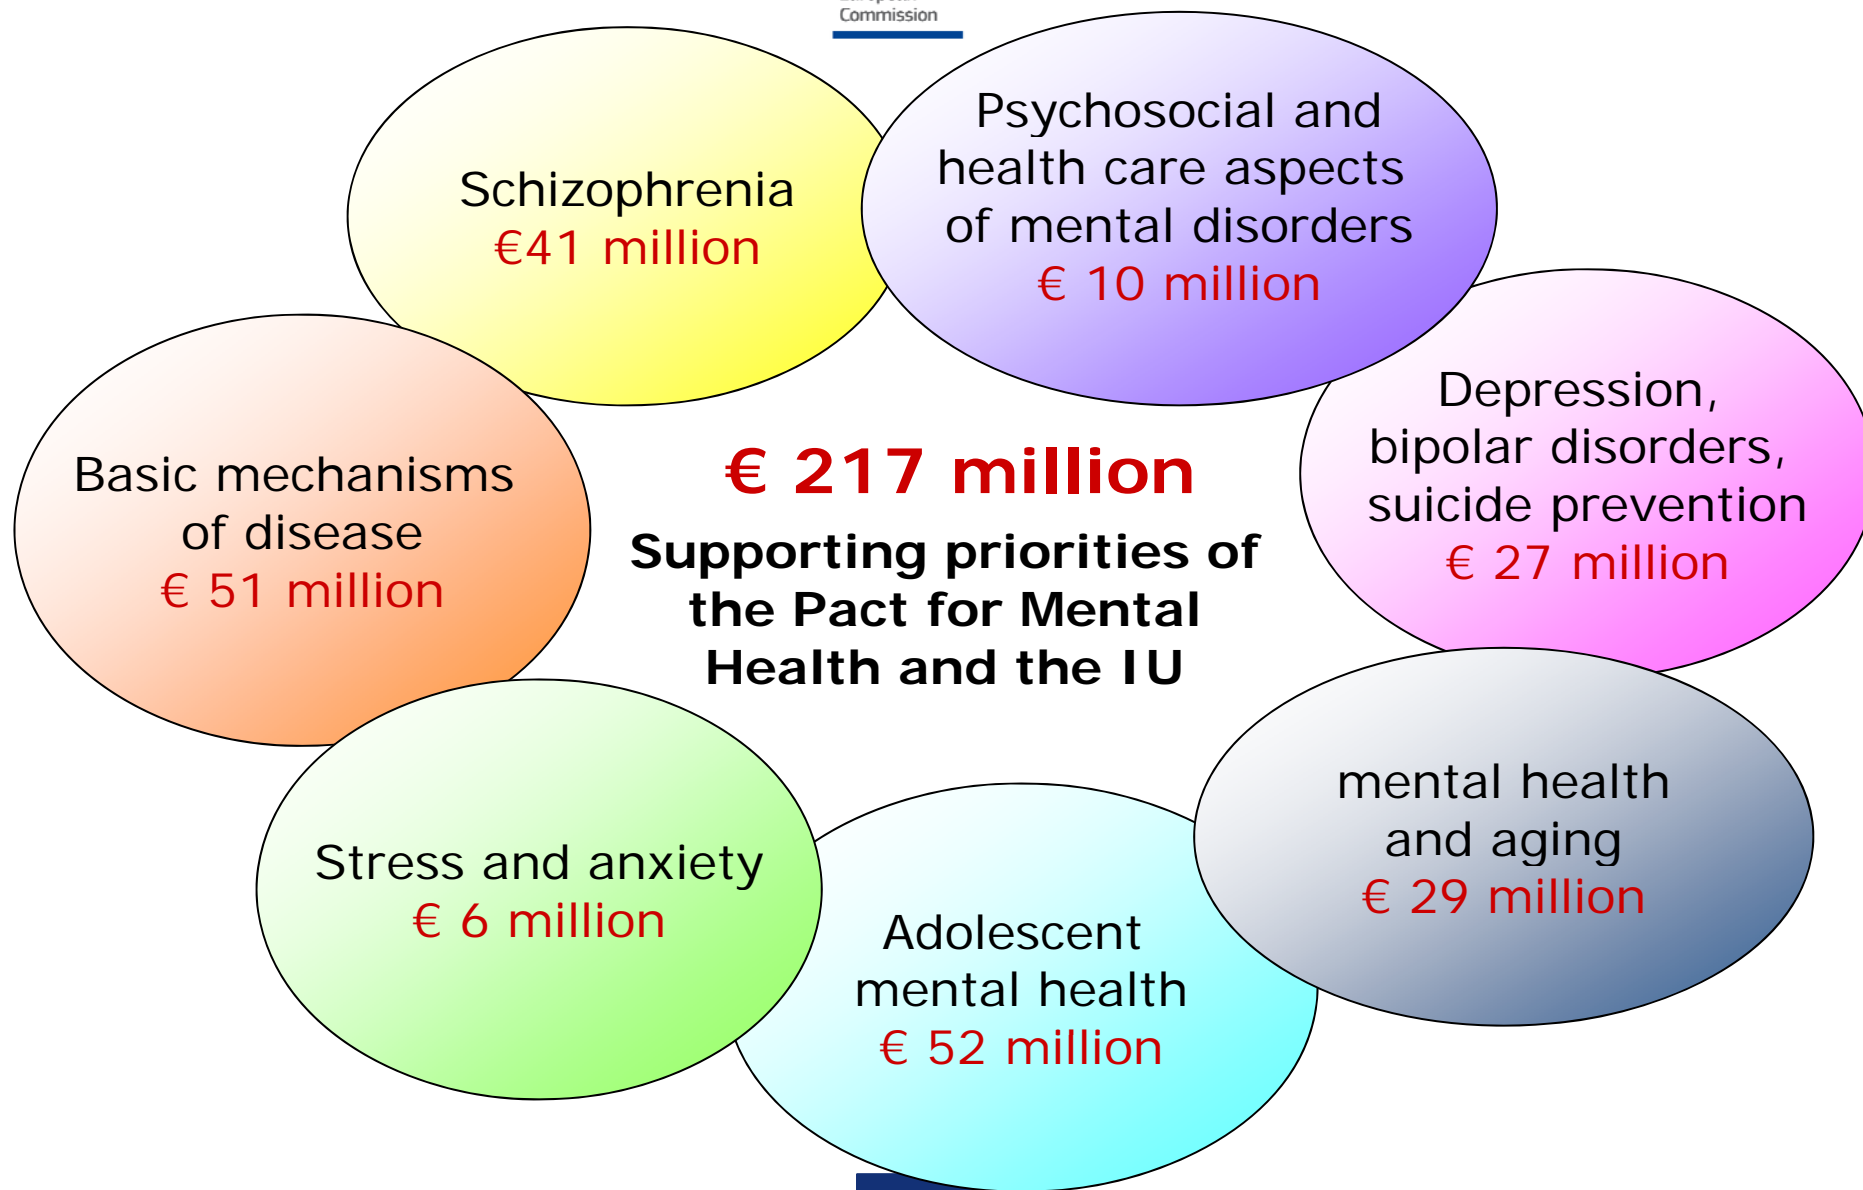 Commission
Schizophrenia
€41 million
Psychosocial and
health care aspects
of mental disorders
€ 10 million
Depression,
bipolar disorders,
suicide prevention
€ 27 million
Basic mechanisms
of disease
€ 51 million
€ 217 million
Supporting priorities of
the Pact for Mental
Health and the IU
mental health
and aging
€ 29 million
Stress and anxiety
€ 6 million
Adolescent
mental health
€ 52 million